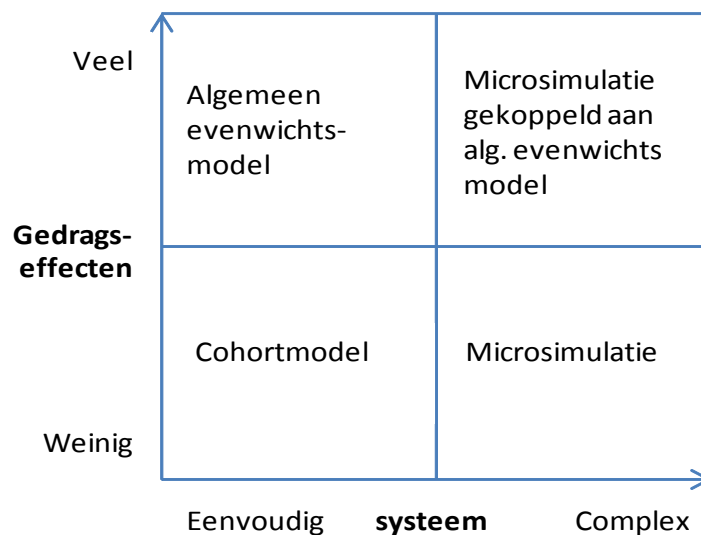 Veel
Algemeen
evenwichts-
model
Microsimulatie
gekoppeld aan
alg. evenwichts
model
Gedrags-
effecten
Cohortmodel
Microsimulatie
Weinig
Eenvoudig systeem Complex